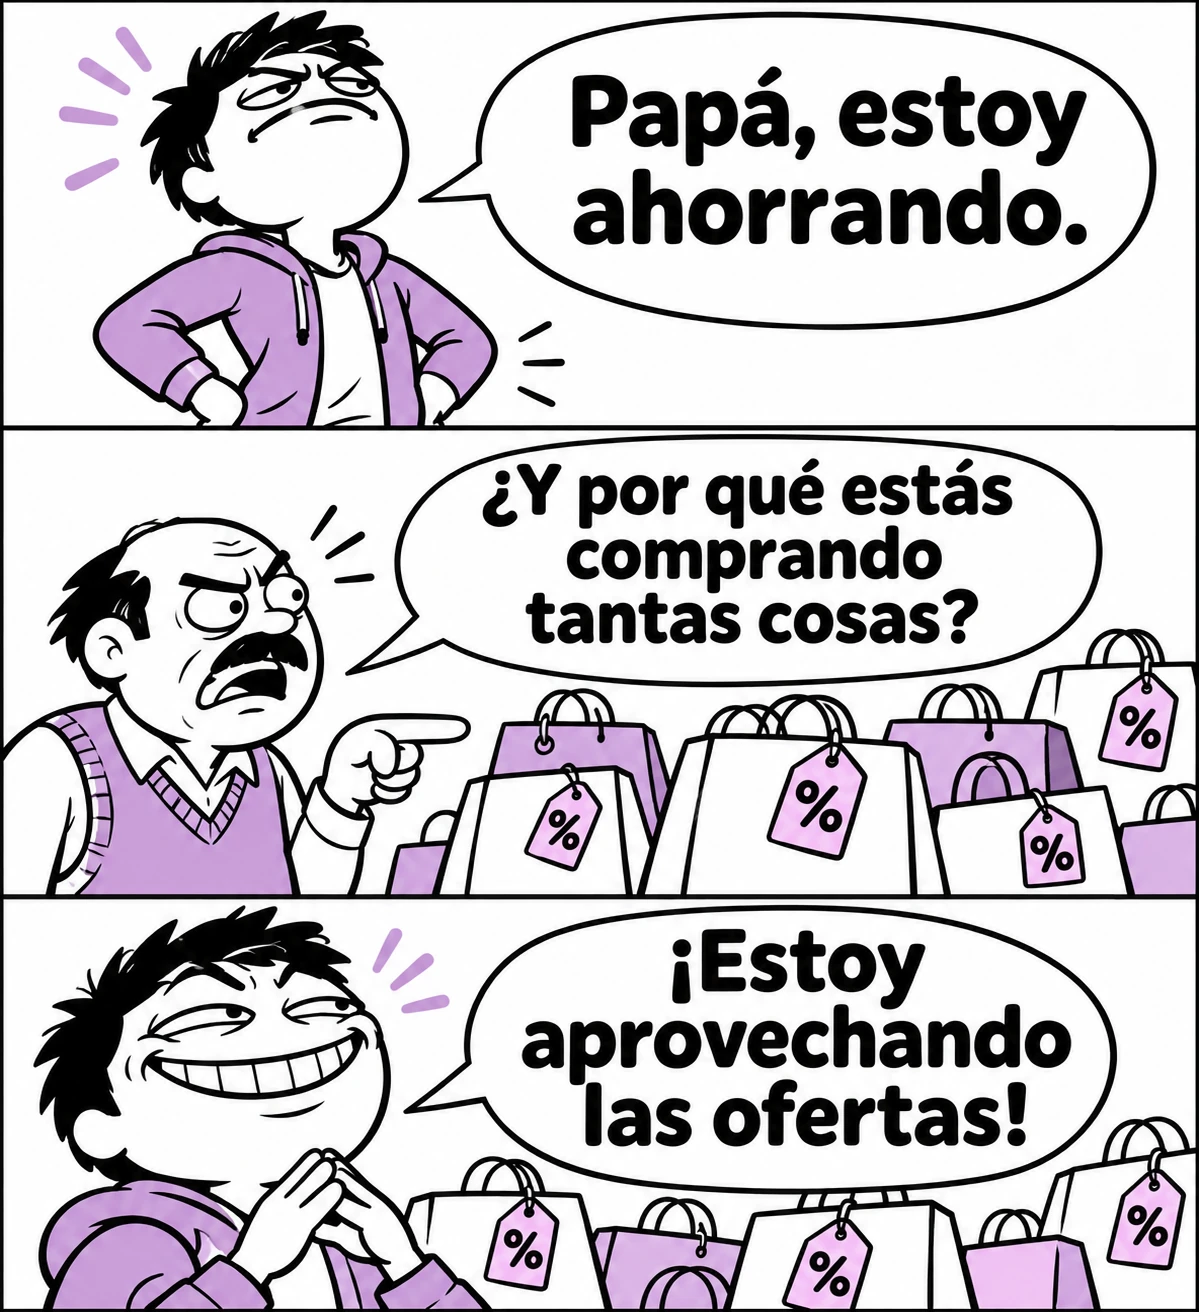 Papá, estoy
ahorrando.
¿Y por qué estás
comprando
tantas cosas?
%
%
%
%
¡Estoy
aprovechando
las ofertas!
%
%
%